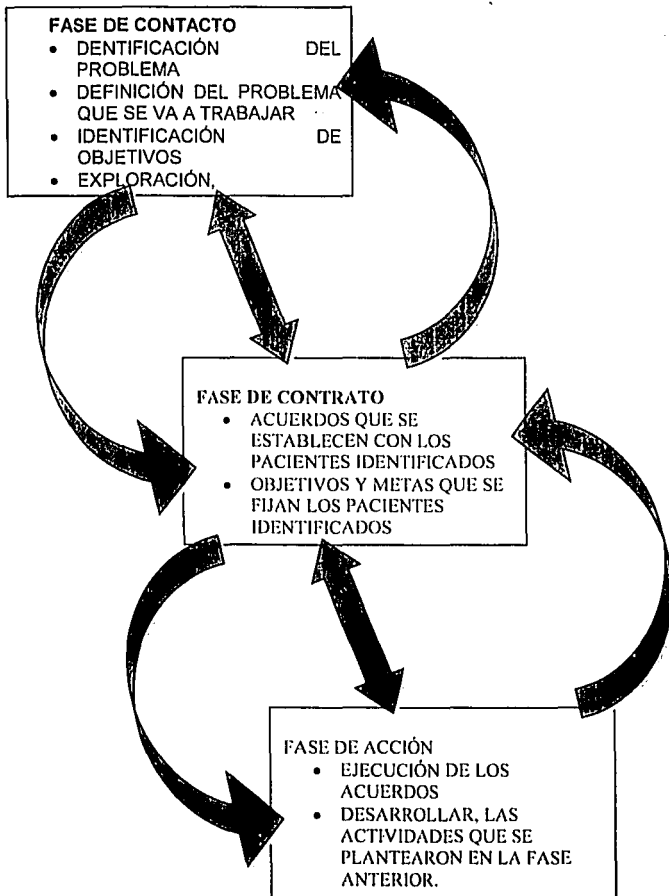 FASE DE CONTACTO
• DENTIFICACIÓN DEL
PROBLEMA
• DEFINICIÓN DEL PROBLEMA
QUE SE VA A TRABAJAR
• IDENTIFICACIÓN DE
OBJETIVOS
• EXPLORACIÓN,
FASE DE CONTRATO
• ACUERDOS QUE SE
ESTABLECEN CON LOS
PACIENTES IDENTIFICADOS
• OBJETIVOS Y METAS QUE SE
FIJAN LOS PACIENTES
IDENTIFICADOS
FASE DE ACCIÓN
• EJECUCIÓN DE LOS
ACUERDOS
• DESARROLLAR, LAS
ACTIVIDADES QUE SE
PLANTEARON EN LA FASE
ANTERIOR.